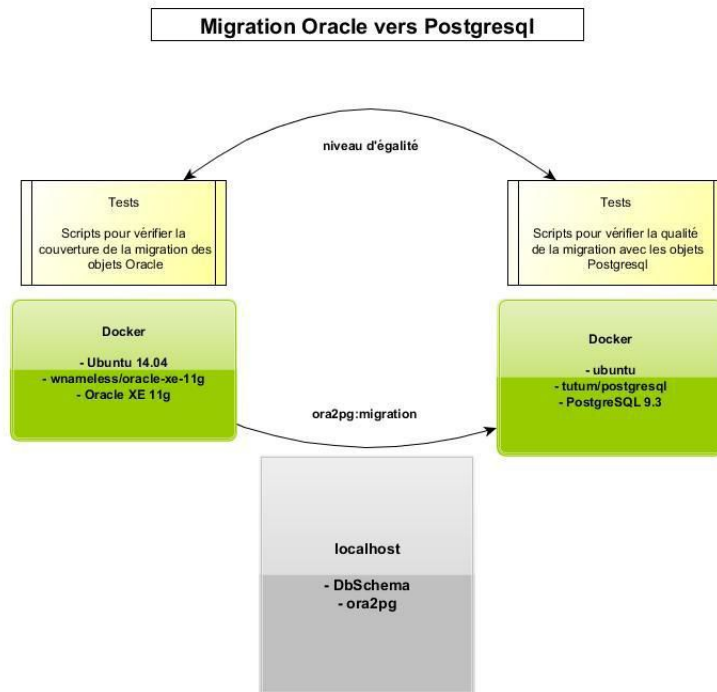 Migration Oracle vers Postgresql
niveau d'égalité
Tests
Scripts pour vérifier la
couverture de la migration des
objets Oracle
Tests
Scripts pour vérifier la qualité
de la migration avec les objets
Postgresql
Docker
- Ubuntu 14.04
- wnameless/oracle-xe-11g
- Oracle XE 11g
Docker
- ubuntu
- tutum/postgresql
- PostgreSQL 9.3
ora2pg:migration
localhost
- DbSchema
- ora2pg